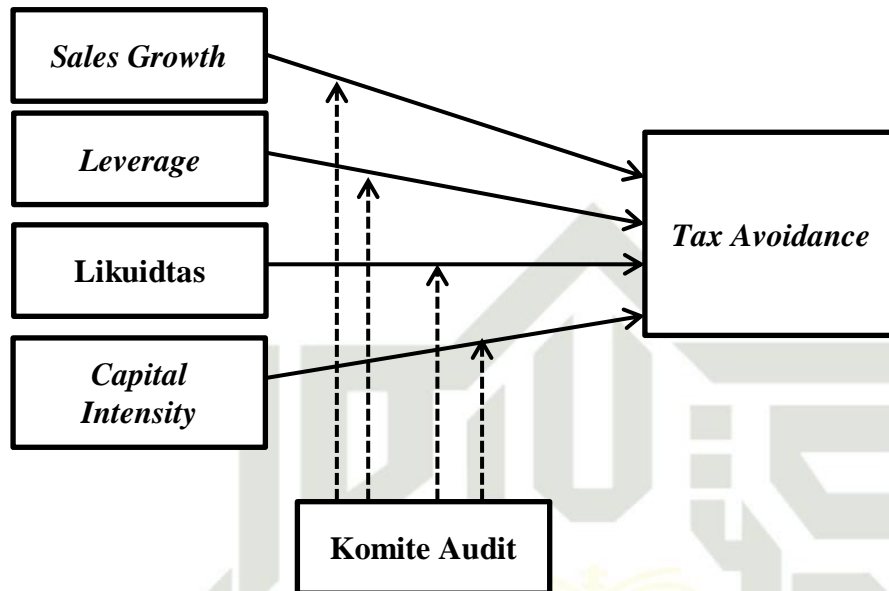 Sales Growth
Leverage
Likuidtas
Capital
Intensity
Tax Avoidance
Komite Audit